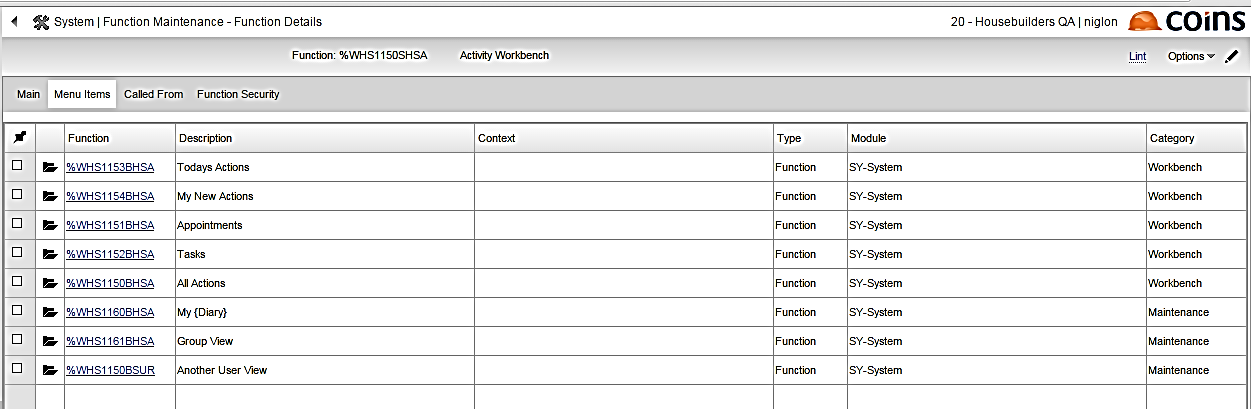 System | Function Maintenance - Function Details 20 - Housebuilders QA | niglon coins
Function: %WHS1150SHSA Activity Workbench Lint Options
Main Menu Items Called From Function Security
Function Description Context Type Module Category
%WHS1153BHSA Todays Actions Function SY-System Workbench
%WHS1154BHSA My New Actions Function SY-System Workbench
%WHS1151BHSA Appointments Function SY-System Workbench
%WHS1152BHSA Tasks Function SY-System Workbench
%WHS1150BHSA All Actions Function SY-System Workbench
%WHS1160BHSA My {Diary} Function SY-System Maintenance
%WHS1161BHSA Group View Function SY-System Maintenance
%WHS1150BSUR Another User View Function SY-System Maintenance